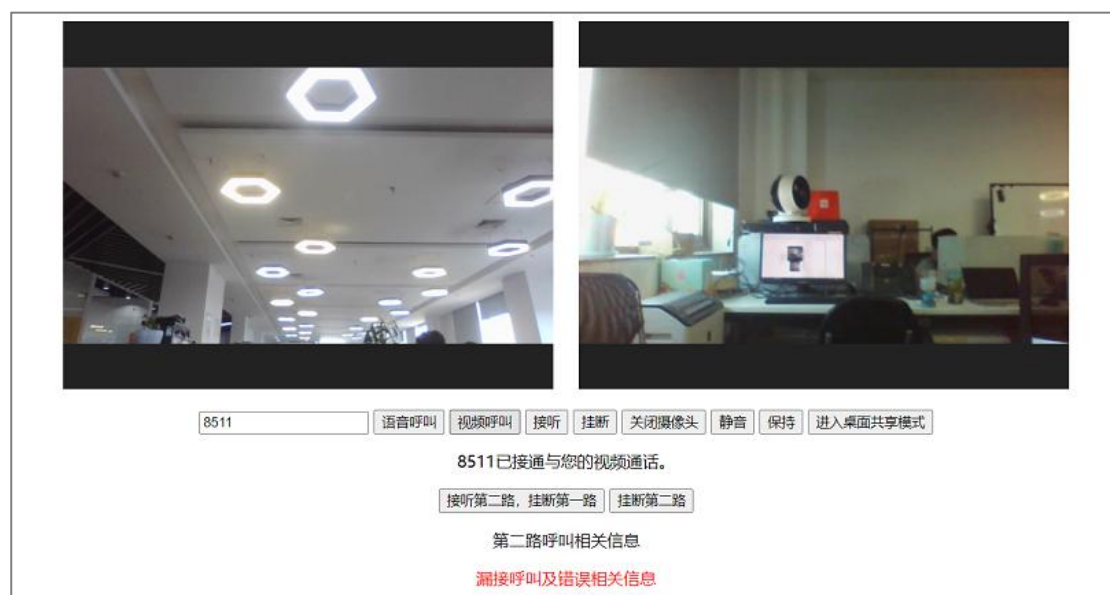 8511 语音呼叫 视频呼叫 接听 挂断 关闭摄像头 静音 保持 进入桌面共享模式
8511已接通与您的视频通话。
接听第二路，挂断第一路 挂断第二路
第二路呼叫相关信息
漏接呼叫及错误相关信息